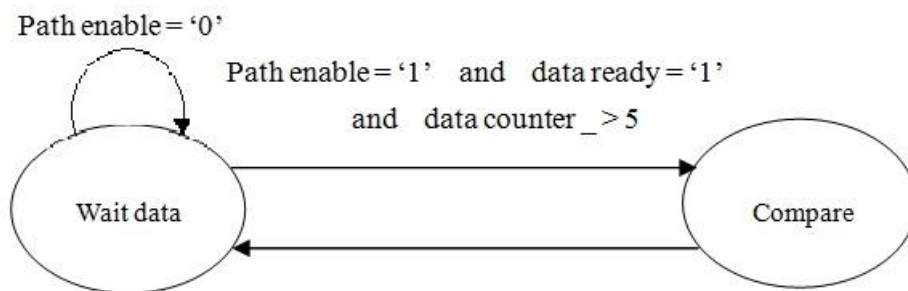 Path enable = ‘0’
Path enable = ‘1’ and data ready = ‘1’
and data counter _ > 5
Wait data
Compare